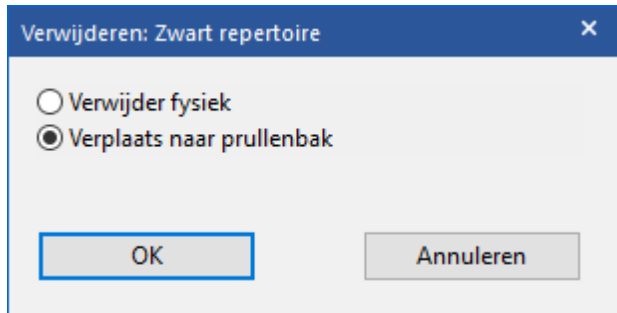 Verwijderen: Zwart repertoire
Verwijder fysiek
Verplaats naar prullenbak
OK Annuleren